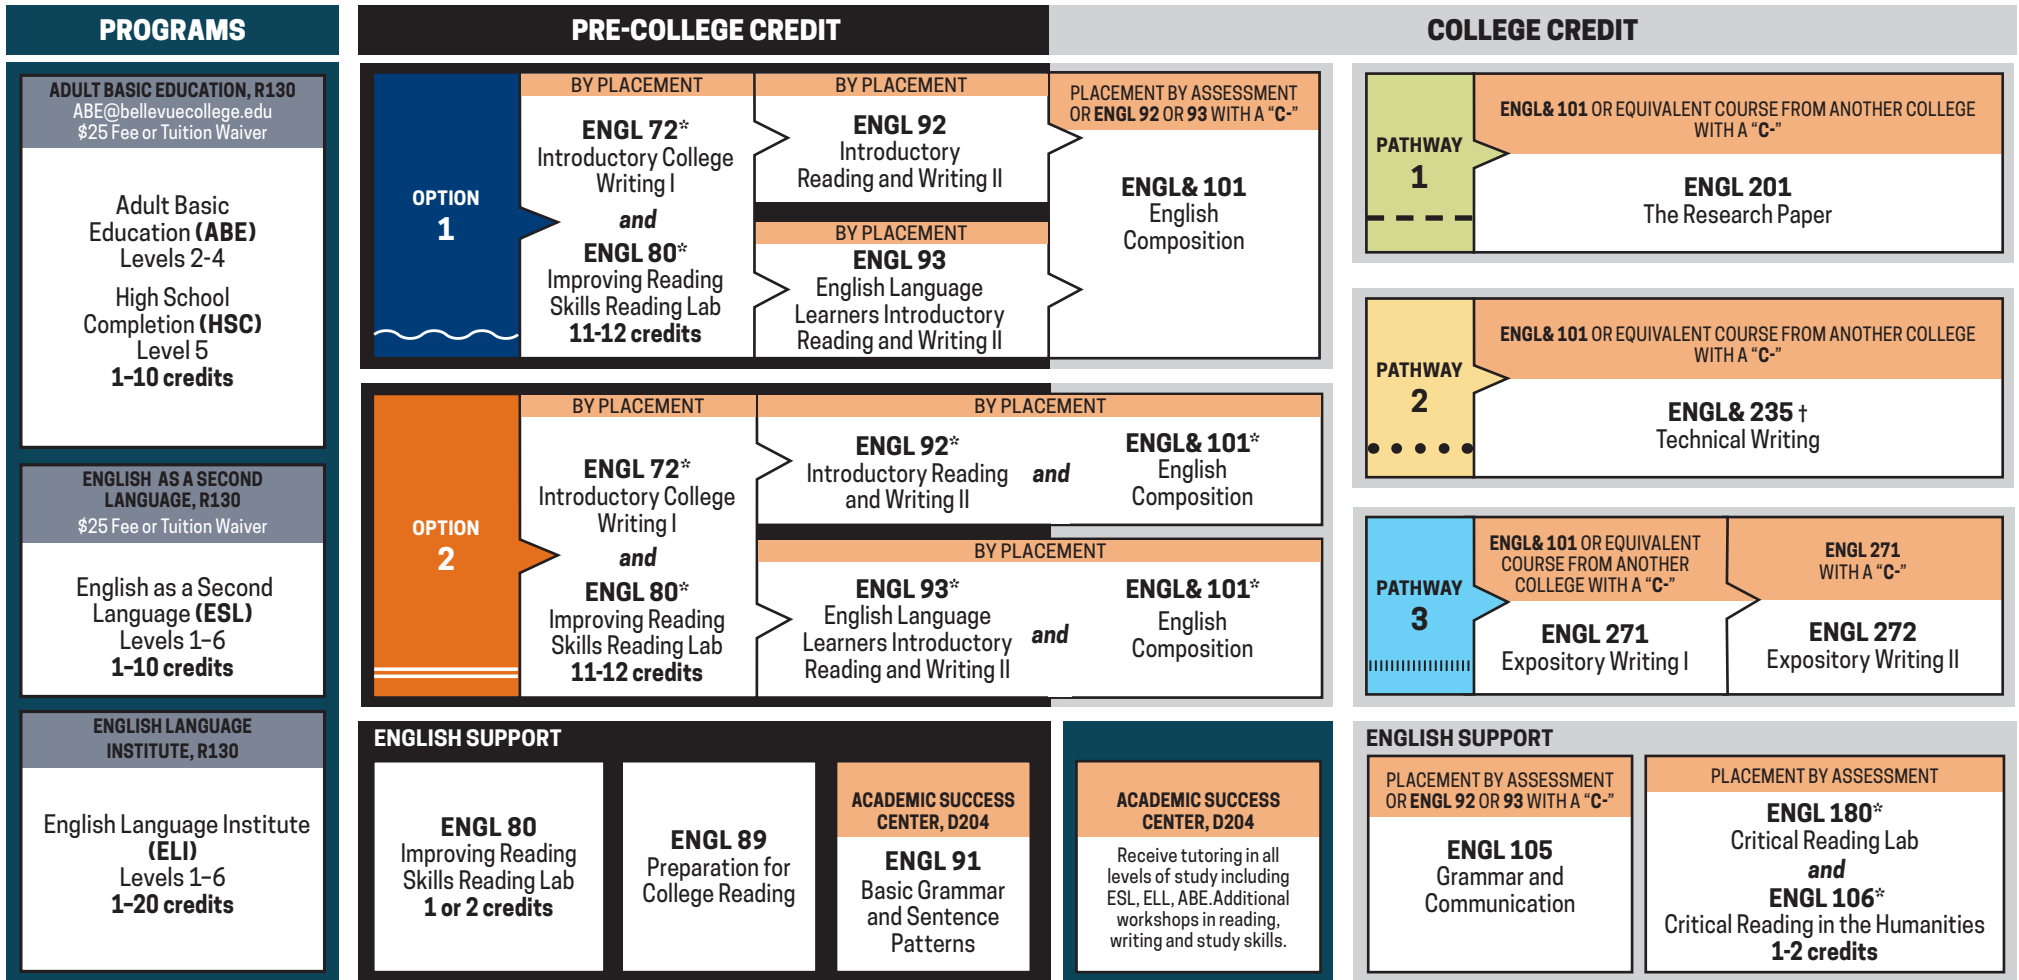 PROGRAMS
ADULT BASIC EDUCATION, R130
ABE@bellevuecollege.edu
$25 Fee or Tuition Waiver
Adult Basic
Education (ABE)
Levels 2-4
High School
Completion (HSC)
Level 5
1–10 credits
ENGLISH AS A SECOND
LANGUAGE, R130
$25 Fee or Tuition Waiver
English as a Second
Language (ESL)
Levels 1–6
1–10 credits
ENGLISH LANGUAGE
INSTITUTE, R130
English Language Institute
(ELI)
Levels 1–6
1–20 credits
PRE-COLLEGE CREDIT
COLLEGE CREDIT
OPTION
1
BY PLACEMENT
ENGL 72*
Introductory College
Writing I
and
ENGL 80*
Improving Reading
Skills Reading Lab
11-12 credits
BY PLACEMENT
ENGL 92
Introductory
Reading and Writing II
BY PLACEMENT
ENGL 93
English Language
Learners Introductory
Reading and Writing II
PLACEMENT BY ASSESSMENT
OR ENGL 92 OR 93 WITH A “C-”
ENGL& 101
English
Composition
OPTION
2
BY PLACEMENT
ENGL 72*
Introductory College
Writing I
and
ENGL 80*
Improving Reading
Skills Reading Lab
11-12 credits
BY PLACEMENT
ENGL 92*
Introductory Reading
and Writing II
and
ENGL& 101*
English
Composition
BY PLACEMENT
ENGL 93*
English Language
Learners Introductory
Reading and Writing II
and
ENGL& 101*
English
Composition
ENGLISH SUPPORT
ENGL 80
Improving Reading
Skills Reading Lab
1 or 2 credits
ENGL 89
Preparation for
College Reading
ACADEMIC SUCCESS
CENTER, D204
ENGL 91
Basic Grammar
and Sentence
Patterns
ACADEMIC SUCCESS
CENTER, D204
Receive tutoring in all
levels of study including
ESL, ELL, ABE.Additional
workshops in reading,
writing and study skills.
PATHWAY
1
ENGL& 101 OR EQUIVALENT COURSE FROM ANOTHER COLLEGE
WITH A “C-”
ENGL 201
The Research Paper
PATHWAY
2
ENGL& 101 OR EQUIVALENT COURSE FROM ANOTHER COLLEGE
WITH A “C-”
ENGL& 235 †
Technical Writing
PATHWAY
3
ENGL& 101 OR EQUIVALENT
COURSE FROM ANOTHER
COLLEGE WITH A “C-”
ENGL 271
Expository Writing I
ENGL 271
WITH A “C-”
ENGL 272
Expository Writing II
ENGLISH SUPPORT
PLACEMENT BY ASSESSMENT
OR ENGL 92 OR 93 WITH A “C-”
ENGL 105
Grammar and
Communication
PLACEMENT BY ASSESSMENT
ENGL 180*
Critical Reading Lab
and
ENGL 106*
Critical Reading in the Humanities
1-2 credits